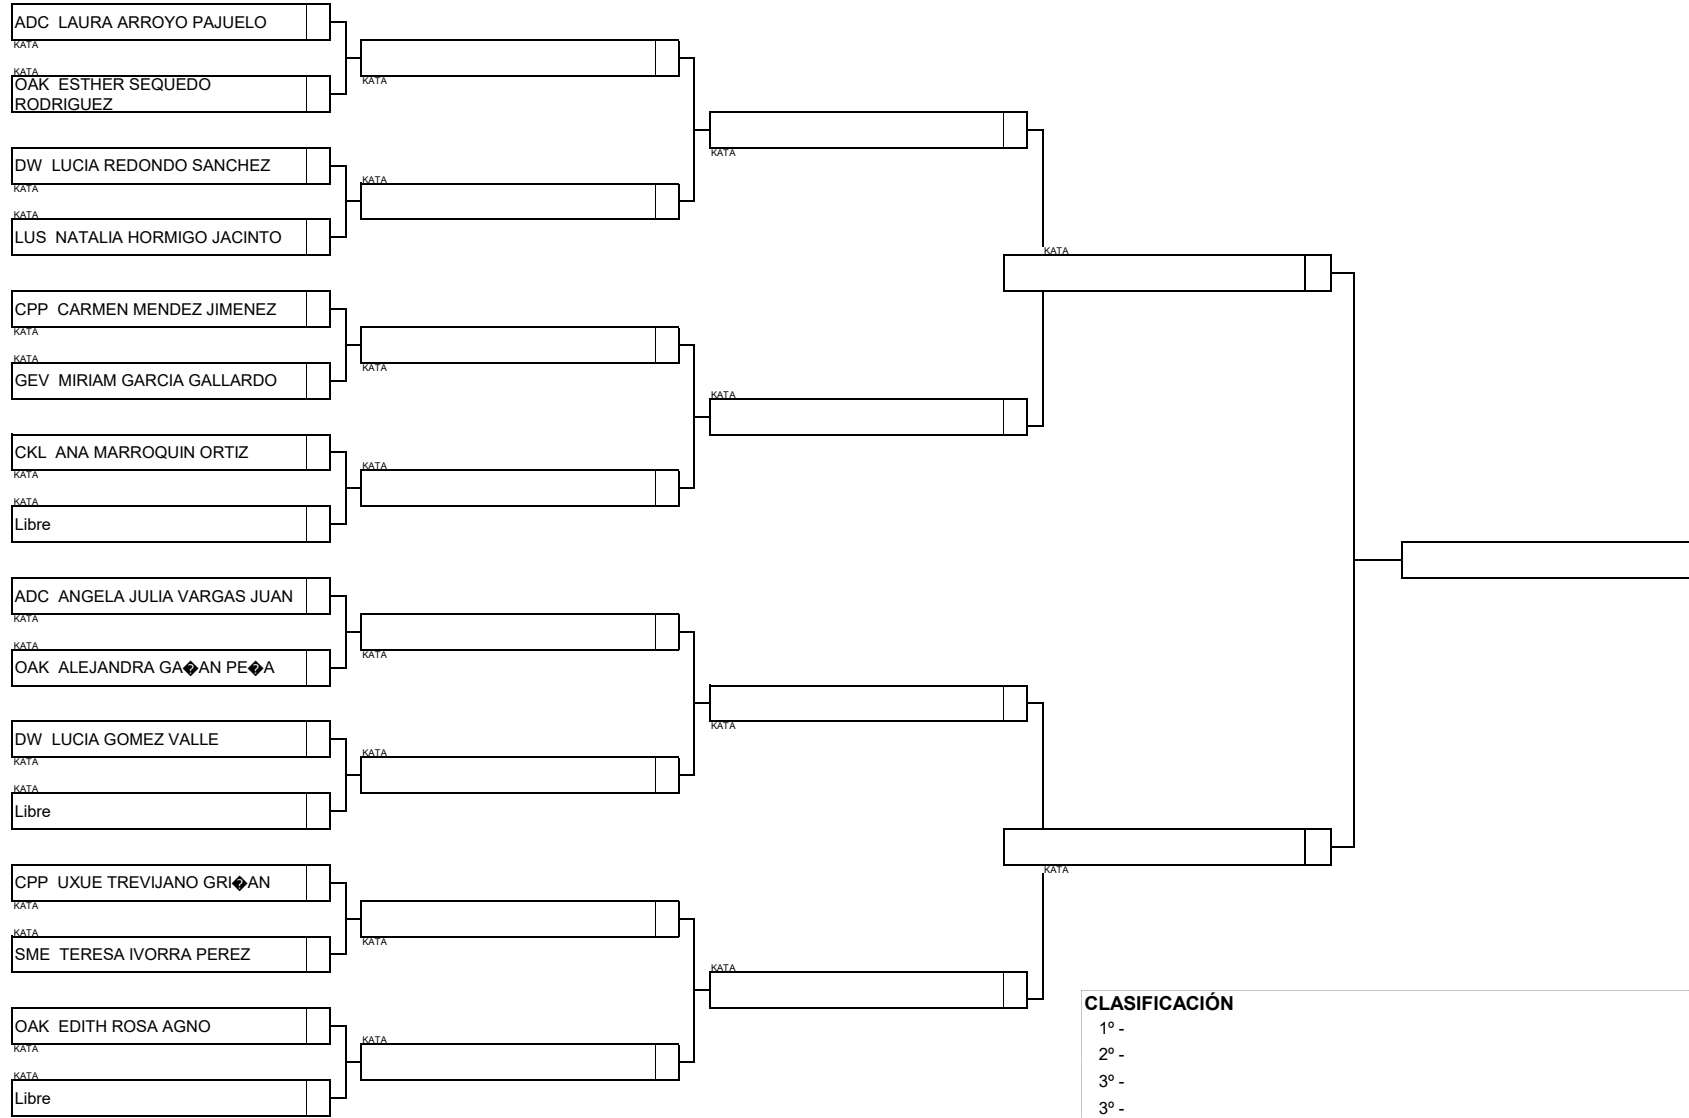 ADC LAURA ARROYO PAJUELO
KATA
KATA
KATA
OAK ESTHER SEQUEDO
RODRIGUEZ
KATA
DW LUCIA REDONDO SANCHEZ
KATA
KATA
KATA
LUS NATALIA HORMIGO JACINTO
KATA
CPP CARMEN MENDEZ JIMENEZ
KATA
KATA
KATA
GEV MIRIAM GARCIA GALLARDO
KATA
CKL ANA MARROQUIN ORTIZ
KATA
KATA
KATA
Libre
ADC ANGELA JULIA VARGAS JUAN
KATA
KATA
KATA
OAK ALEJANDRA GA�AN PE�A
KATA
DW LUCIA GOMEZ VALLE
KATA
KATA
KATA
Libre
CPP UXUE TREVIJANO GRI�AN
KATA
KATA
KATA
KATA
SME TERESA IVORRA PEREZ
KATA
OAK EDITH ROSA AGNO
KATA
KATA
KATA
Libre
CLASIFICACIÓN
1º -
2º -
3º -
3º -